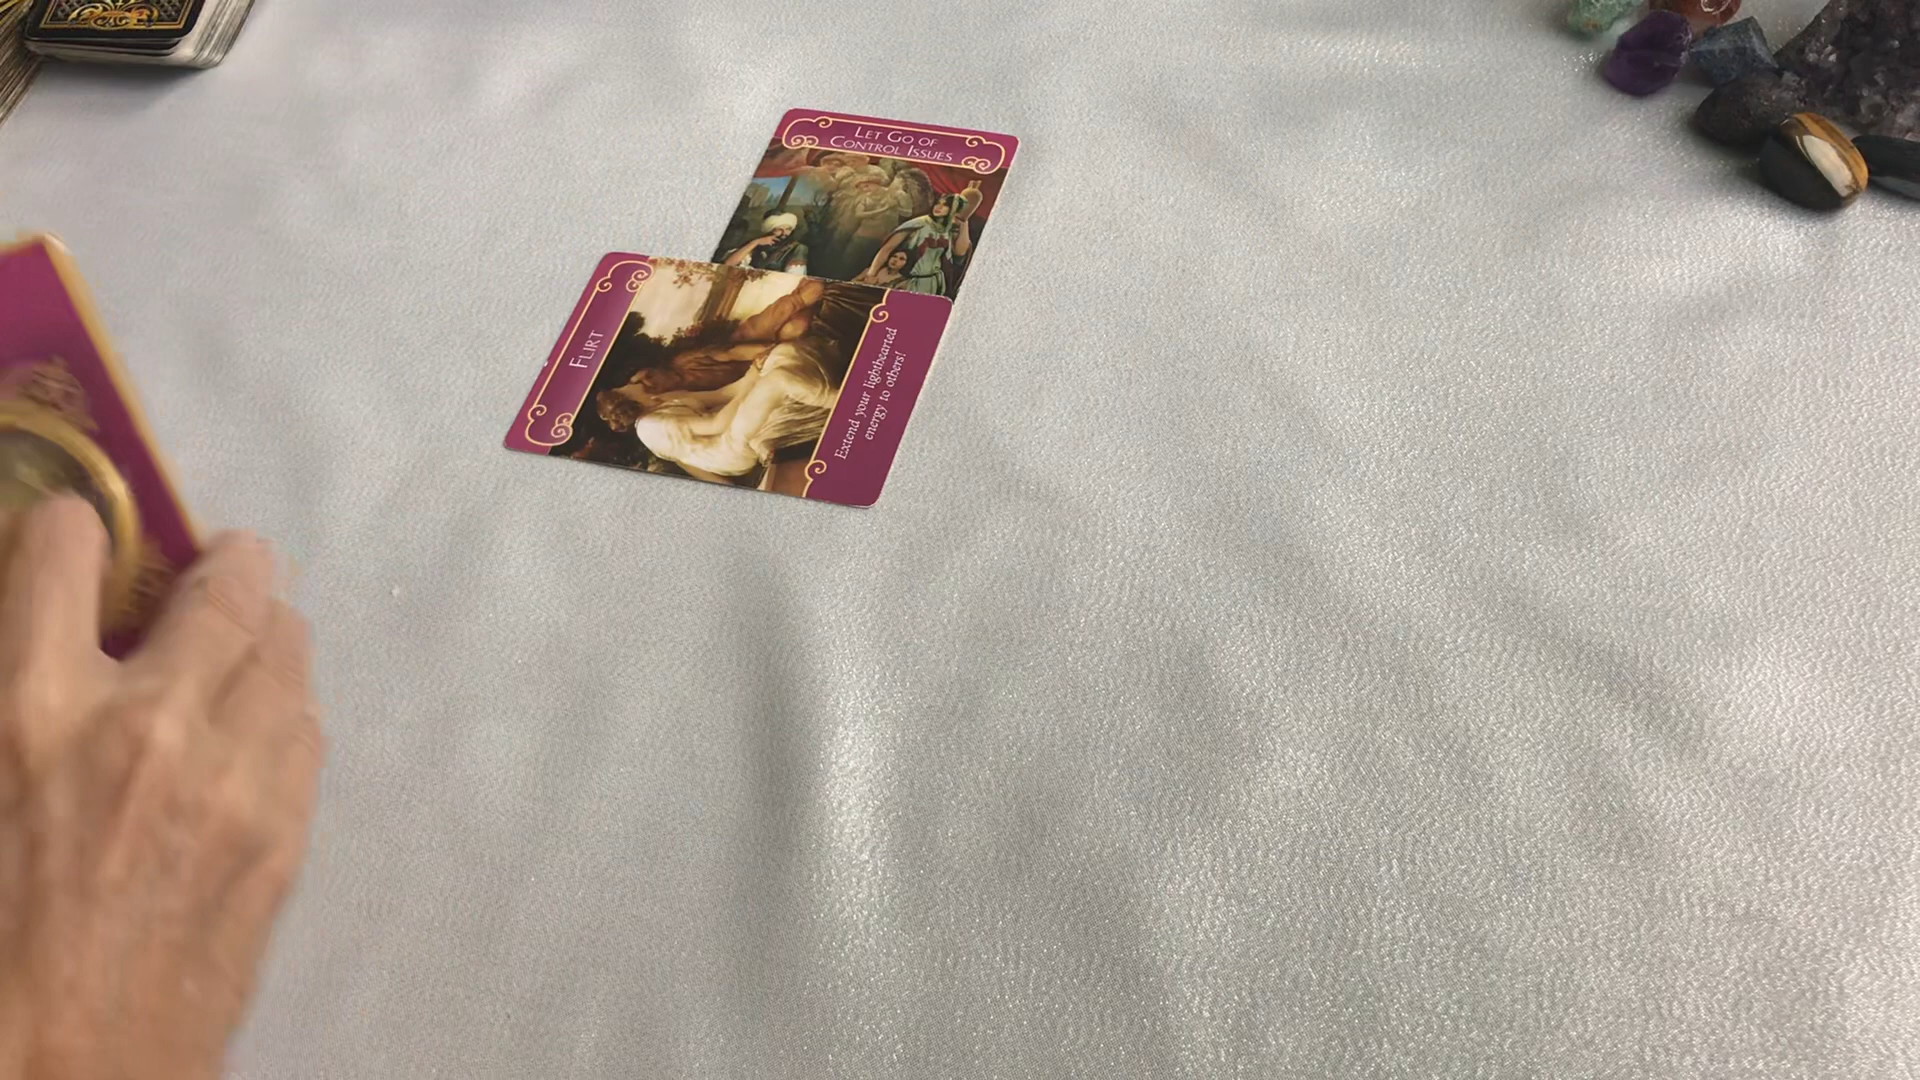 LET GO OF
CONTROL ISSUES
FLIRT
Extend your lighthearted
energy to others!